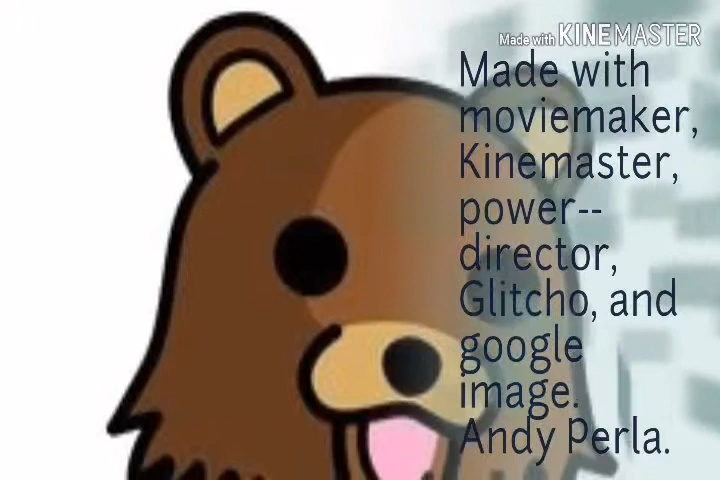 Made with KINEMASTER
Made with
moviemaker,
Kinemaster,
power--
director,
Glitcho, and
google
image.
Andy Perla.